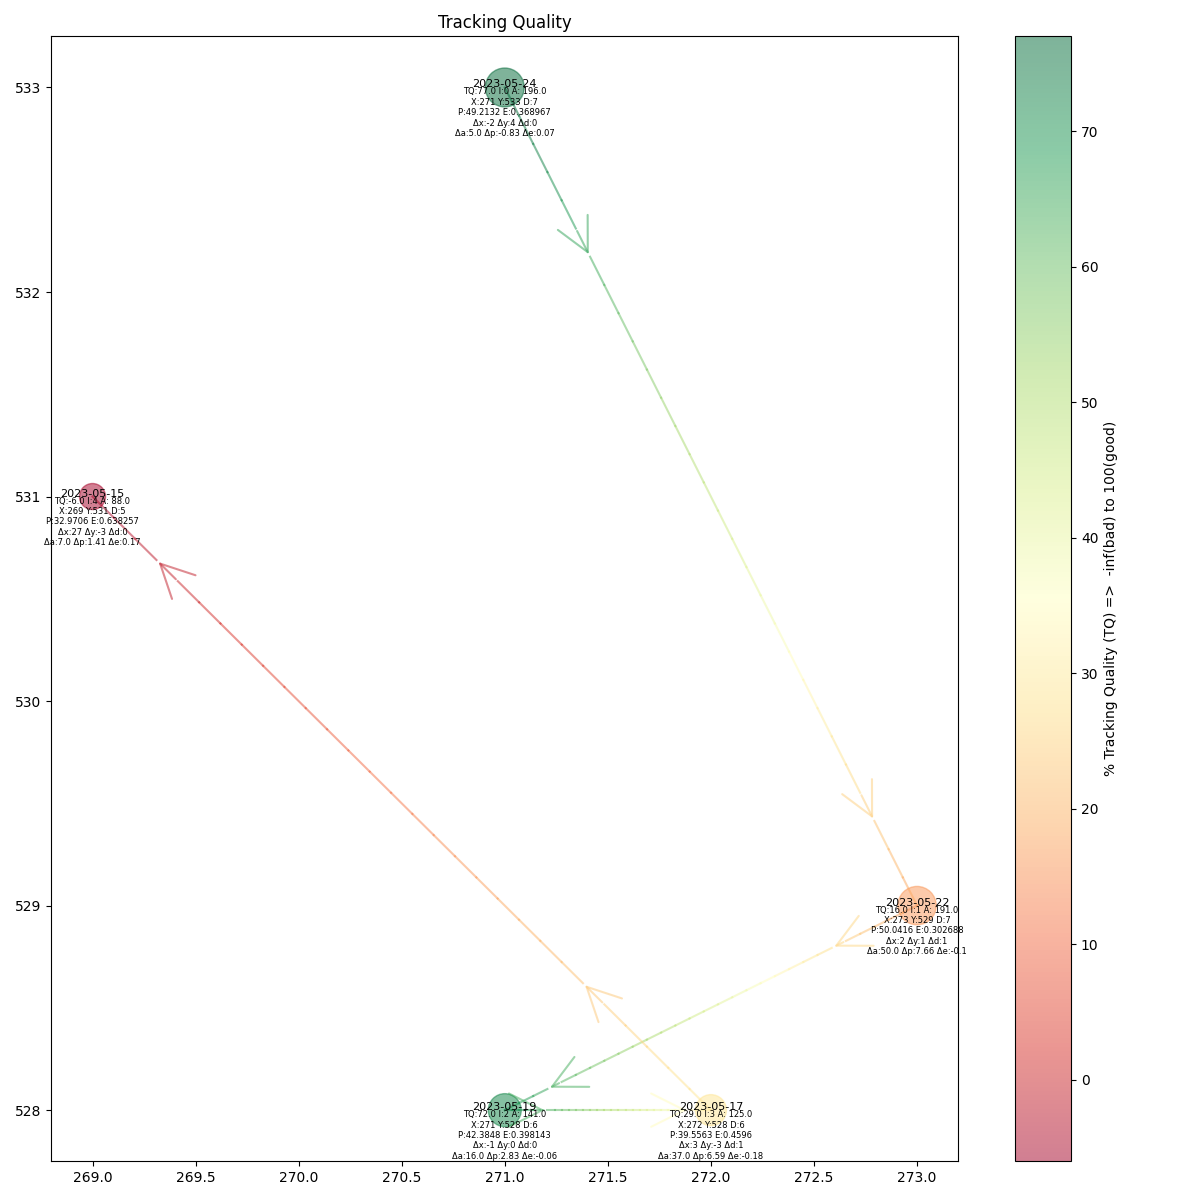 Tracking Quality
533
532
531
530
529
528
2023-05-24
TQ:77.0 I:0 A: 196.0
X:271 Y:533 D:7
P:49.2132 E:0.368967
Δx:-2 Δy:4 Δd:0
Δa:5.0 Δp:-0.83 Δe:0.07
2023-05-15
TQ:-6.0 I:4 A: 88.0
X:269 Y:531 D:5
P:32.9706 E:0.638257
Δx:27 Δy:-3 Δd:0
Δa:7.0 Δp:1.41 Δe:0.17
2023-05-22
TQ:16.0 I:1 A: 191.0
X:273 Y:529 D:7
P:50.0416 E:0.302688
Δx:2 Δy:1 Δd:1
Δa:50.0 Δp:7.66 Δe:-0.1
2023-05-19
TQ:72.0 I:2 A: 141.0
X:271 Y:528 D:6
P:42.3848 E:0.398143
Δx:-1 Δy:0 Δd:0
Δa:16.0 Δp:2.83 Δe:-0.06
2023-05-17
TQ:29.0 I:3 A: 125.0
X:272 Y:528 D:6
P:39.5563 E:0.4596
Δx:3 Δy:-3 Δd:1
Δa:37.0 Δp:6.59 Δe:-0.18
269.0 269.5 270.0 270.5 271.0 271.5 272.0 272.5 273.0
70
60
50
40
30
20
10
0
% Tracking Quality (TQ) => -inf(bad) to 100(good)